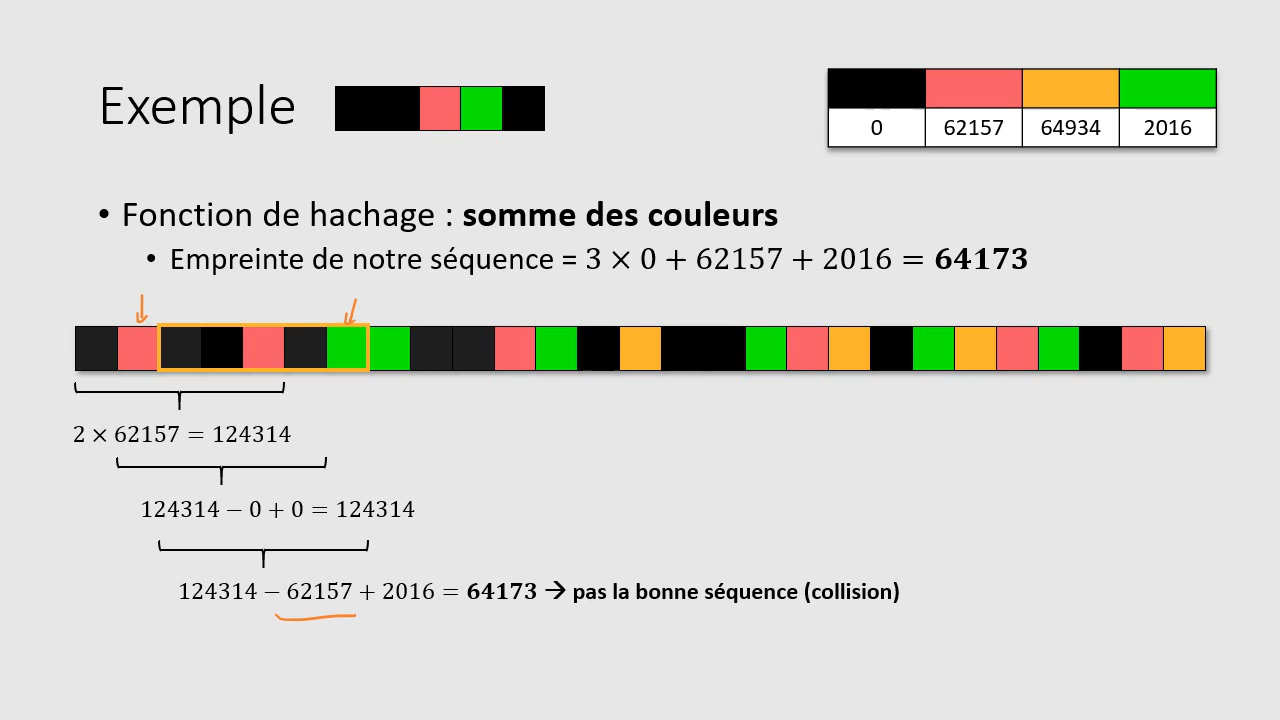 Exemple
0 62157 64934 2016
• Fonction de hachage : somme des couleurs
• Empreinte de notre séquence = 3 × 0 + 62157 + 2016 = 64173
2 × 62157 = 124314
124314 − 0 + 0 = 124314
124314 − 62157 + 2016 = 64173 → pas la bonne séquence (collision)